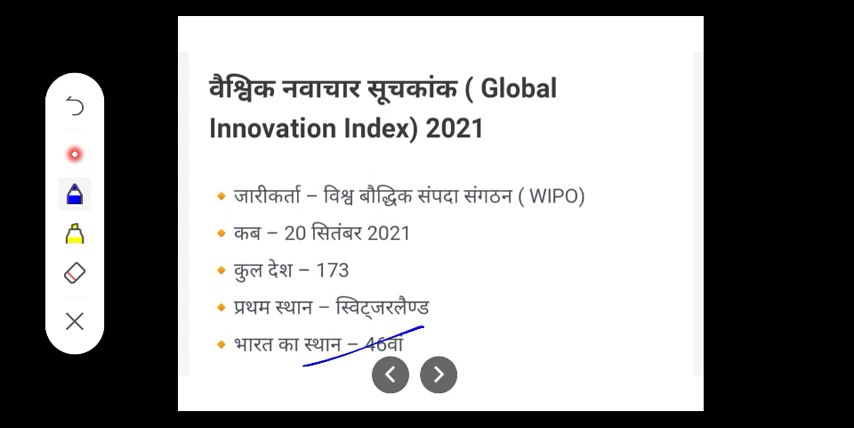 वैश्विक नवाचार सूचकांक ( Global
Innovation Index) 2021
🔸 जारीकर्ता – विश्व बौद्धिक संपदा संगठन ( WIPO)
🔸 कब – 20 सितंबर 2021
🔸 कुल देश – 173
🔸 प्रथम स्थान – स्विट्जरलैण्ड
🔸 भारत का स्थान – 46वां